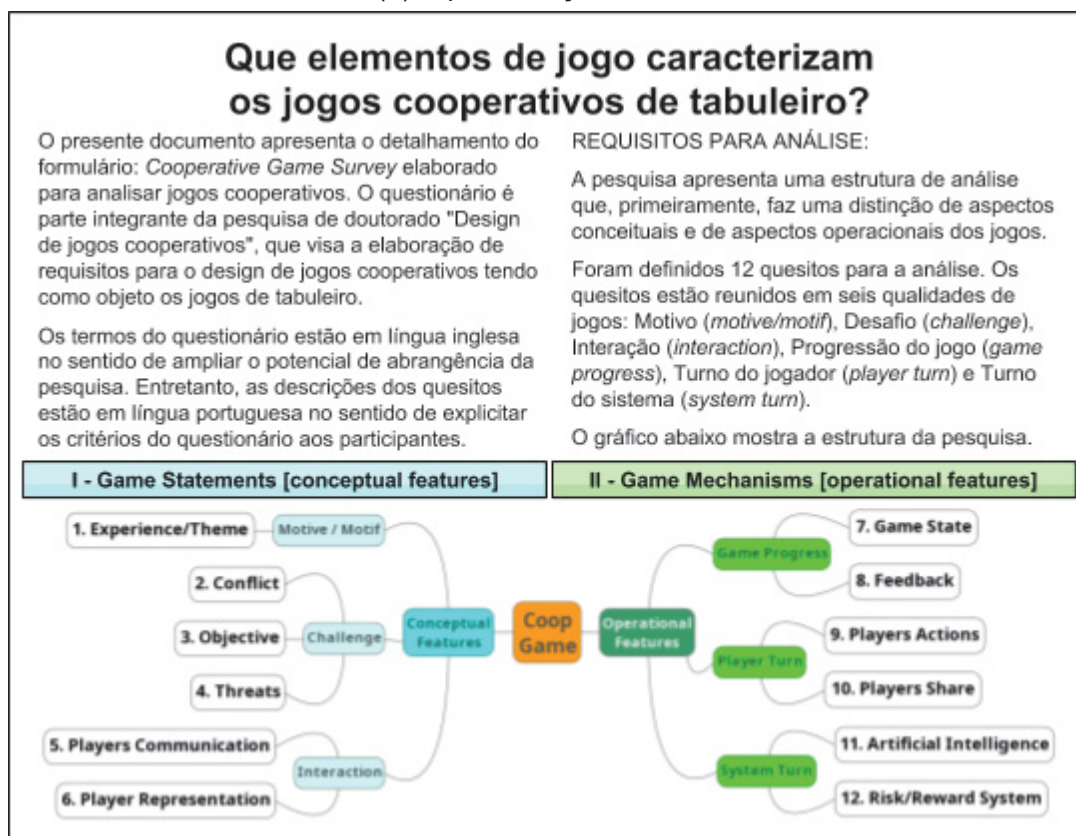 Que elementos de jogo caracterizam
os jogos cooperativos de tabuleiro?
O presente documento apresenta o detalhamento do
formulário: Cooperative Game Survey elaborado
para analisar jogos cooperativos. O questionário é
parte integrante da pesquisa de doutorado "Design
de jogos cooperativos", que visa a elaboração de
requisitos para o design de jogos cooperativos tendo
como objeto os jogos de tabuleiro.
Os termos do questionário estão em língua inglesa
no sentido de ampliar o potencial de abrangência da
pesquisa. Entretanto, as descrições dos quesitos
estão em língua portuguesa no sentido de explicitar
os critérios do questionário aos participantes.
REQUISITOS PARA ANÁLISE:
A pesquisa apresenta uma estrutura de análise
que, primeiramente, faz uma distinção de aspectos
conceituais e de aspectos operacionais dos jogos.
Foram definidos 12 quesitos para a análise. Os
quesitos estão reunidos em seis qualidades de
jogos: Motivo (motive/motif), Desafio (challenge),
Interação (interaction), Progressão do jogo (game
progress), Turno do jogador (player turn) e Turno
do sistema (system turn).
O gráfico abaixo mostra a estrutura da pesquisa.
I - Game Statements [conceptual features]
1. Experience/Theme
Motive / Motif
2. Conflict
3. Objective
4. Threats
Challenge
5. Players Communication
6. Player Representation
Interaction
Conceptual
Features
Coop
Game
II - Game Mechanisms [operational features]
Operational
Features
Game Progress
7. Game State
8. Feedback
Player Turn
9. Players Actions
10. Players Share
System Turn
11. Artificial Intelligence
12. Risk/Reward System